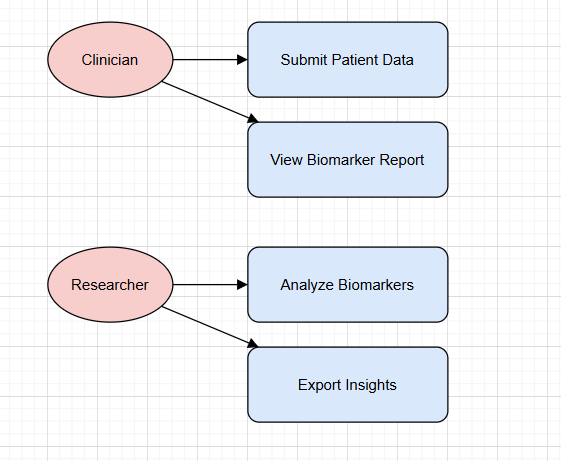 Clinician
Submit Patient Data
View Biomarker Report
Researcher
Analyze Biomarkers
Export Insights